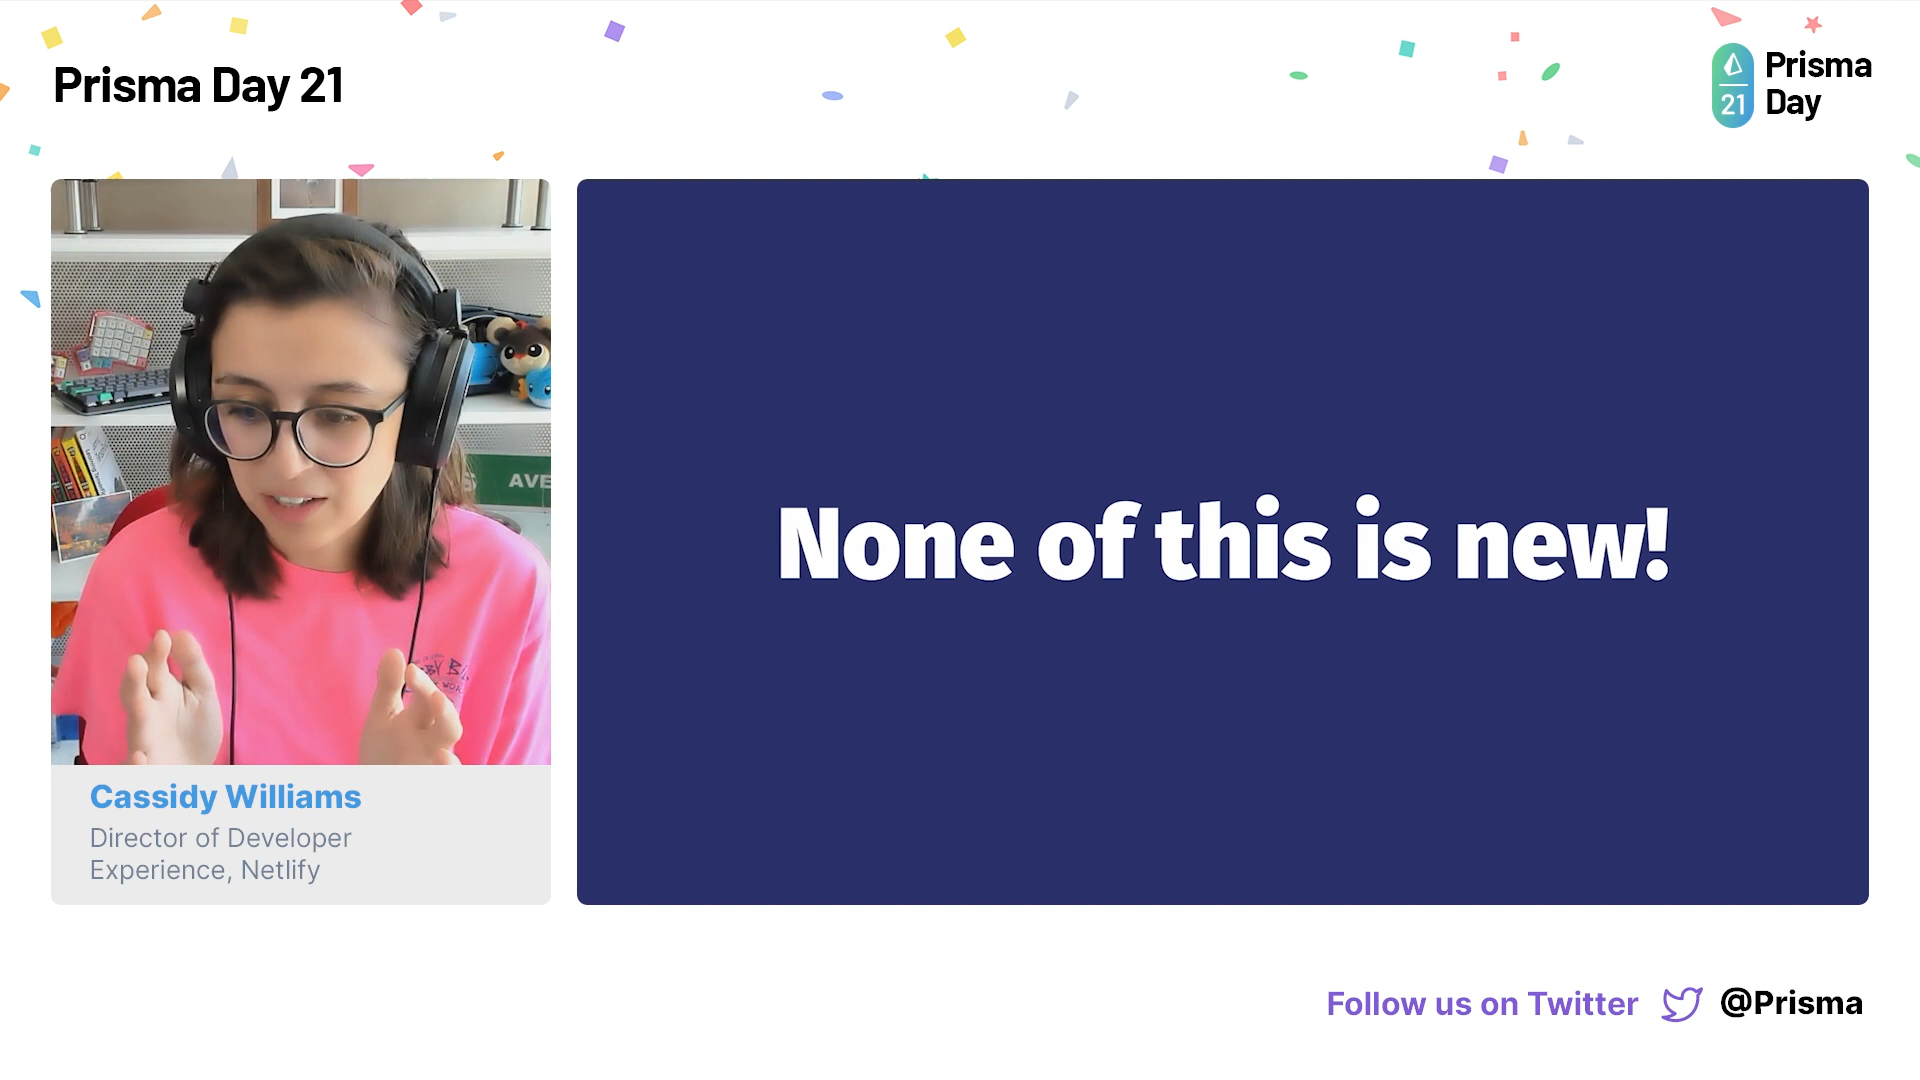 Prisma Day 21
Prisma
Day
21
AVE
None of this is new!
Cassidy Williams
Director of Developer
Experience, Netlify
Follow us on Twitter @Prisma